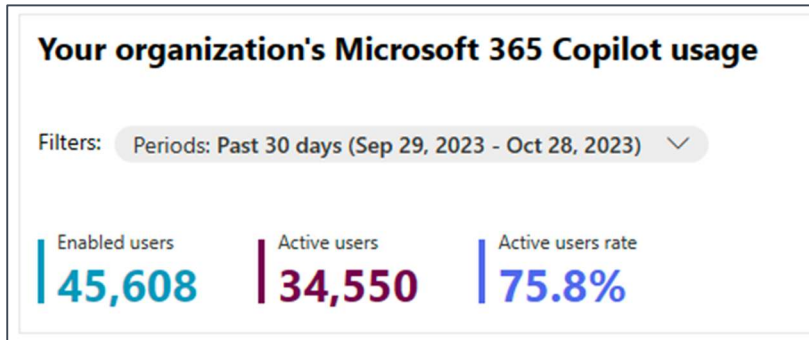 Your organization's Microsoft 365 Copilot usage
Filters: Periods: Past 30 days (Sep 29, 2023 - Oct 28, 2023)
Enabled users Active users Active users rate
45,608 34,550 75.8%